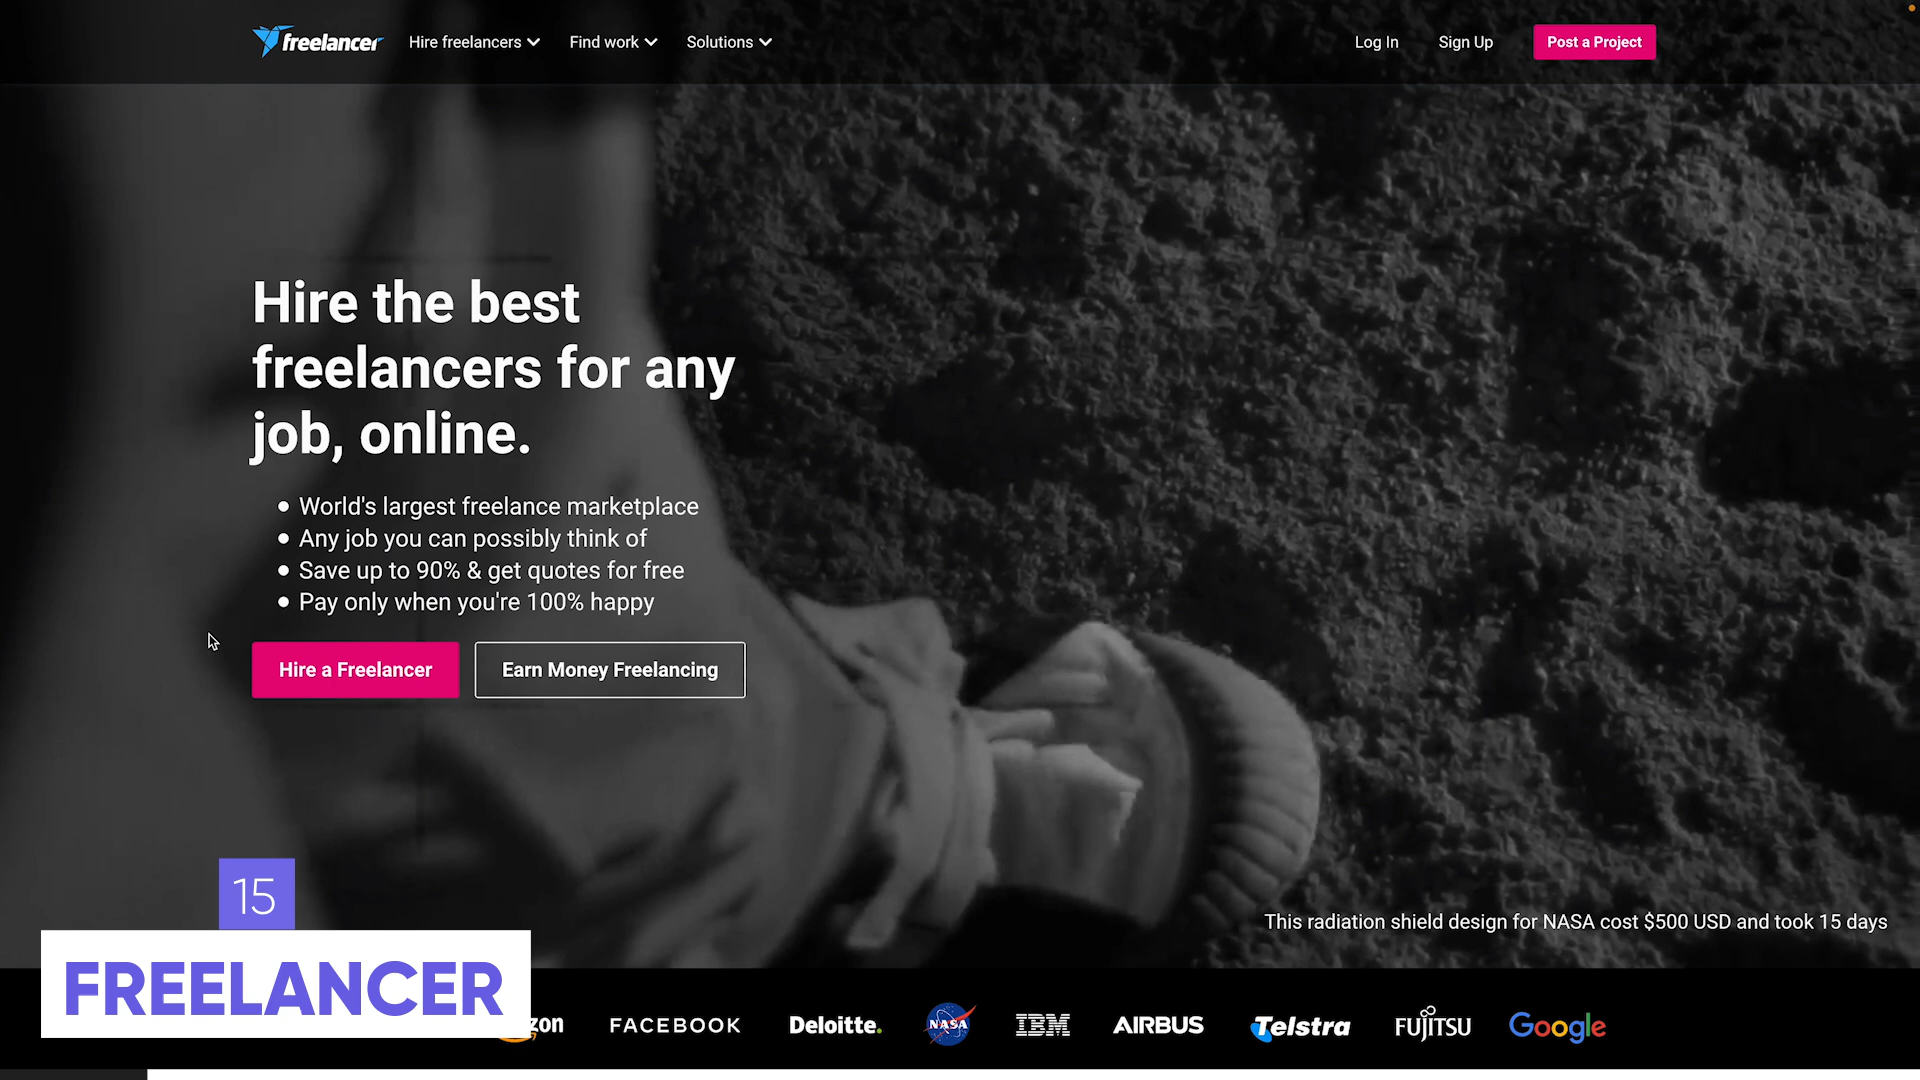 freelancer
Hire freelancers
Find work
Solutions
Log In
Sign Up
Post a Project
Hire the best
freelancers for any
job, online.
World's largest freelance marketplace
Any job you can possibly think of
Save up to 90% & get quotes for free
Pay only when you're 100% happy
Hire a Freelancer
Earn Money Freelancing
15
This radiation shield design for NASA cost $500 USD and took 15 days
FREELANCER
zon
FACEBOOK
Deloitte.
NASA
IBM
AIRBUS
Telstra
FUJITSU
Google